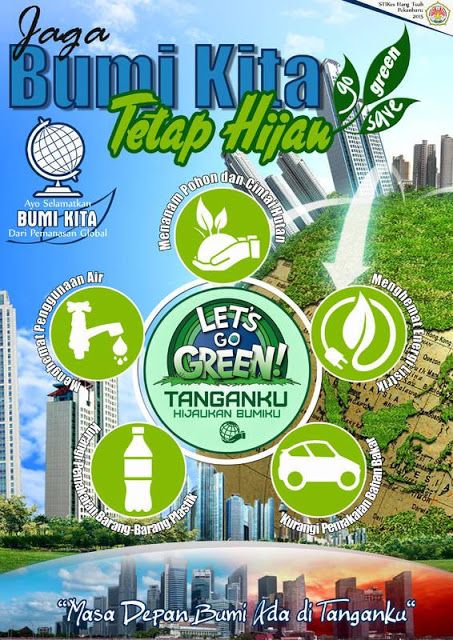 STIKes Hang Tuah
Pekanbaru
2015
Jaga
Bumi Kita
Tetap Hijau
go
green
save
Ayo Selamatkan
BUMI KITA
Dari Pemanasan Global
Menanam Pohon dan Cintai Hutan
Menghemat Penggunaan Air
Menghemat Energi Listrik
LET'S
GO
GREEN!
TANGANKU
HIJAUKAN BUMIKU
Kurangi Pemakaian Barang-Barang Plastik
Kurangi Pemakaian Bahan Bakar
"Masa Depan Bumi Ada di Tanganku"